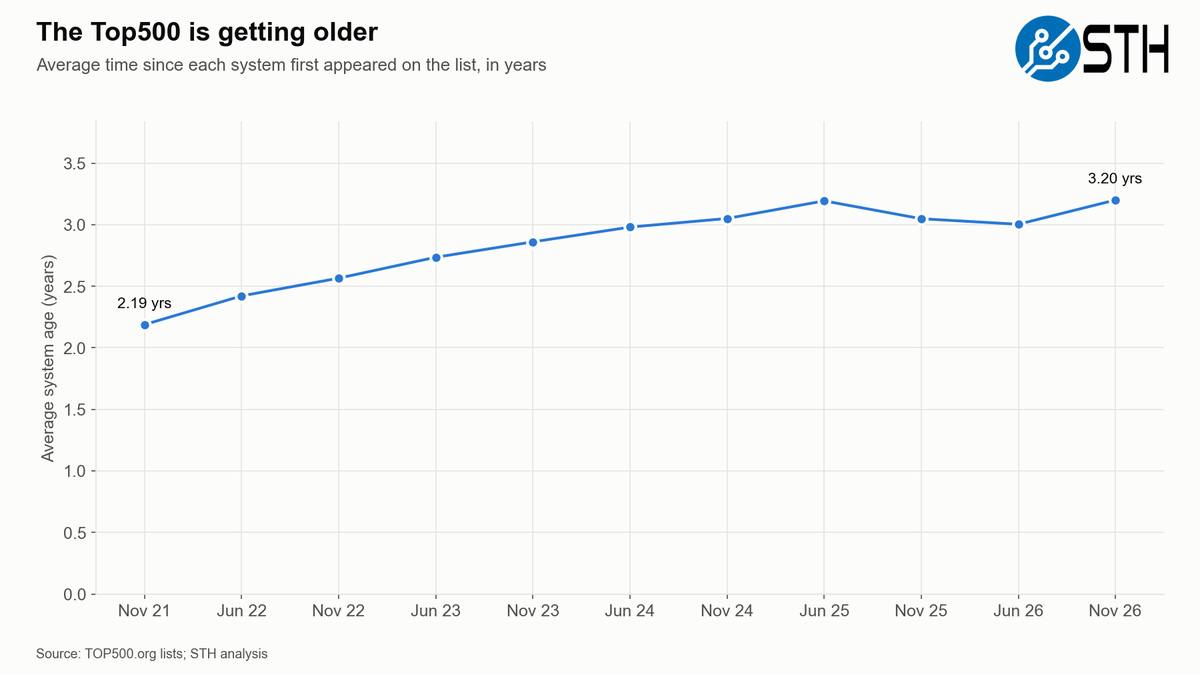 The Top500 is getting older
Average time since each system first appeared on the list, in years
STH
Average system age (years)
3.5
3.0
2.5
2.0
1.5
1.0
0.5
0.0
2.19 yrs
3.20 yrs
Nov 21
Jun 22
Nov 22
Jun 23
Nov 23
Jun 24
Nov 24
Jun 25
Nov 25
Jun 26
Nov 26
Source: TOP500.org lists; STH analysis